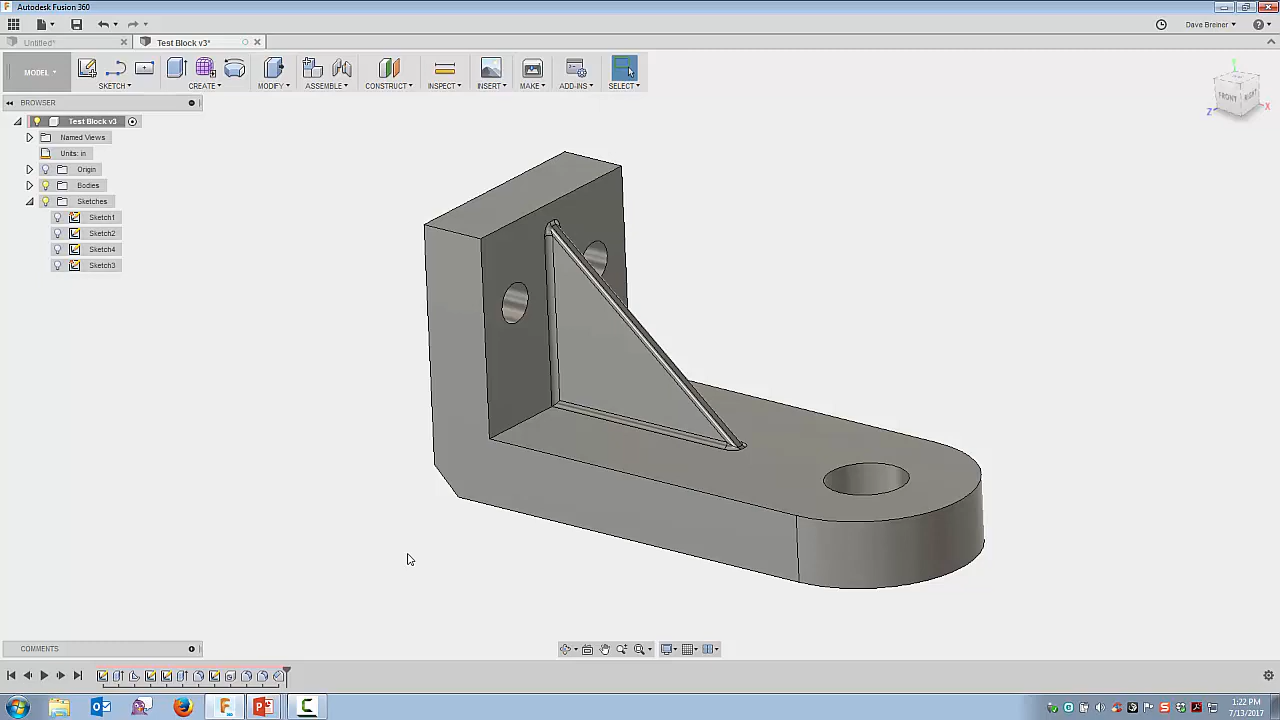 Autodesk Fusion 360
Dave Breiner
Untitled*
Test Block v3*
MODEL
SKETCH
CREATE
MODIFY
ASSEMBLE
CONSTRUCT
INSPECT
INSERT
MAKE
ADD-INS
SELECT
BROWSER
FRONT
RIGHT
Y
Z
X
Test Block v3
Named Views
Units: in
Origin
Bodies
Sketches
Sketch1
Sketch2
Sketch4
Sketch3
COMMENTS
1:22 PM
7/13/2017